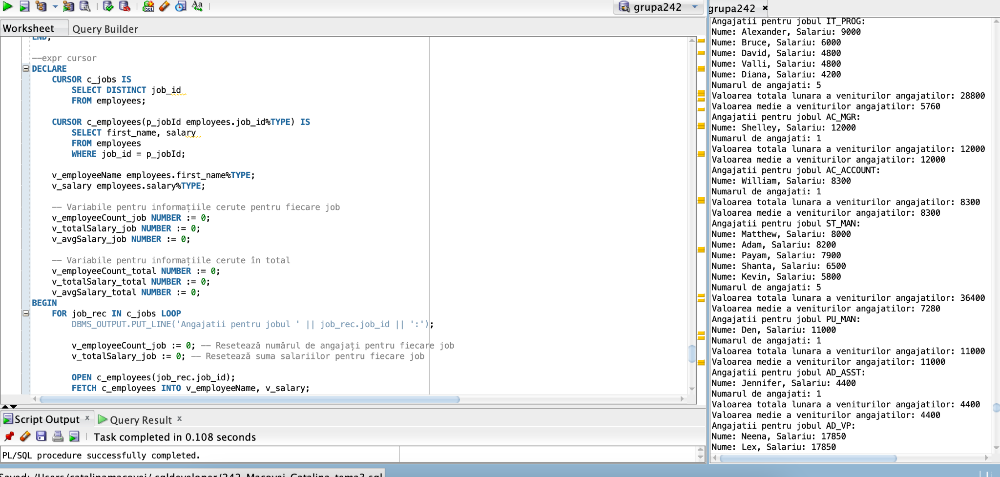 grupa242
Worksheet Query Builder
END;
--expr cursor
DECLARE
CURSOR c_jobs IS
SELECT DISTINCT job_id
FROM employees;
CURSOR c_employees(p_jobId employees.job_id%TYPE) IS
SELECT first_name, salary
FROM employees
WHERE job_id = p_jobId;
v_employeeName employees.first_name%TYPE;
v_salary employees.salary%TYPE;
-- Variabile pentru informațiile cerute pentru fiecare job
v_employeeCount_job NUMBER := 0;
v_totalSalary_job NUMBER := 0;
v_avgSalary_job NUMBER := 0;
-- Variabile pentru informațiile cerute în total
v_employeeCount_total NUMBER := 0;
v_totalSalary_total NUMBER := 0;
v_avgSalary_total NUMBER := 0;
BEGIN
FOR job_rec IN c_jobs LOOP
DBMS_OUTPUT.PUT_LINE('Angajatii pentru jobul ' || job_rec.job_id || ':');
v_employeeCount_job := 0; -- Resetează numărul de angajați pentru fiecare job
v_totalSalary_job := 0; -- Resetează suma salariilor pentru fiecare job
OPEN c_employees(job_rec.job_id);
FETCH c_employees INTO v_employeeName, v_salary;
Script Output x Query Result x
Task completed in 0.108 seconds
PL/SQL procedure successfully completed.
Saved: /Users/catalinamacovei/.sqldeveloper/242_Macovei_Catalina_tema3.sql
grupa242 ×
Angajatii pentru jobul IT_PROG:
Nume: Alexander, Salariu: 9000
Nume: Bruce, Salariu: 6000
Nume: David, Salariu: 4800
Nume: Valli, Salariu: 4800
Nume: Diana, Salariu: 4200
Numarul de angajati: 5
Valoarea totala lunara a veniturilor angajatilor: 28800
Valoarea medie a veniturilor angajatilor: 5760
Angajatii pentru jobul AC_MGR:
Nume: Shelley, Salariu: 12000
Numarul de angajati: 1
Valoarea totala lunara a veniturilor angajatilor: 12000
Valoarea medie a veniturilor angajatilor: 12000
Angajatii pentru jobul AC_ACCOUNT:
Nume: William, Salariu: 8300
Numarul de angajati: 1
Valoarea totala lunara a veniturilor angajatilor: 8300
Valoarea medie a veniturilor angajatilor: 8300
Angajatii pentru jobul ST_MAN:
Nume: Matthew, Salariu: 8000
Nume: Adam, Salariu: 8200
Nume: Payam, Salariu: 7900
Nume: Shanta, Salariu: 6500
Nume: Kevin, Salariu: 5800
Numarul de angajati: 5
Valoarea totala lunara a veniturilor angajatilor: 36400
Valoarea medie a veniturilor angajatilor: 7280
Angajatii pentru jobul PU_MAN:
Nume: Den, Salariu: 11000
Numarul de angajati: 1
Valoarea totala lunara a veniturilor angajatilor: 11000
Valoarea medie a veniturilor angajatilor: 11000
Angajatii pentru jobul AD_ASST:
Nume: Jennifer, Salariu: 4400
Numarul de angajati: 1
Valoarea totala lunara a veniturilor angajatilor: 4400
Valoarea medie a veniturilor angajatilor: 4400
Angajatii pentru jobul AD_VP:
Nume: Neena, Salariu: 17850
Nume: Lex, Salariu: 17850